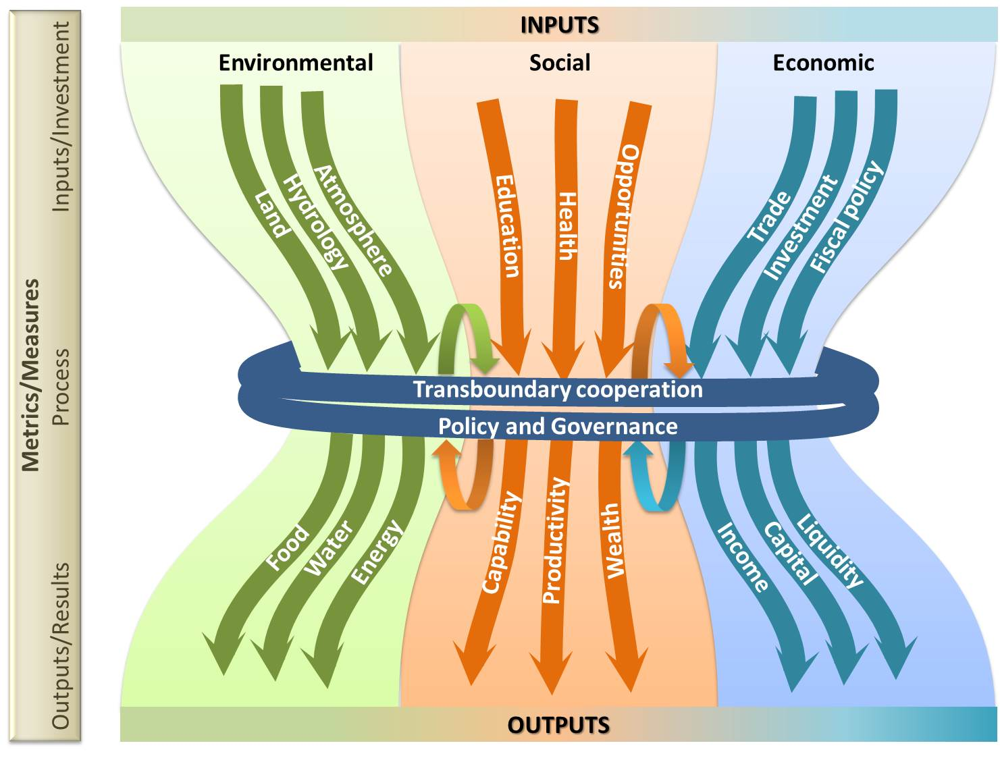 INPUTS
Environmental
Social
Economic
Land
Hydrology
Atmosphere
Education
Health
Opportunities
Trade
Investment
Fiscal policy
Transboundary cooperation
Policy and Governance
Food
Water
Energy
Capability
Productivity
Wealth
Income
Capital
Liquidity
OUTPUTS
Metrics/Measures
Inputs/Investment
Process
Outputs/Results